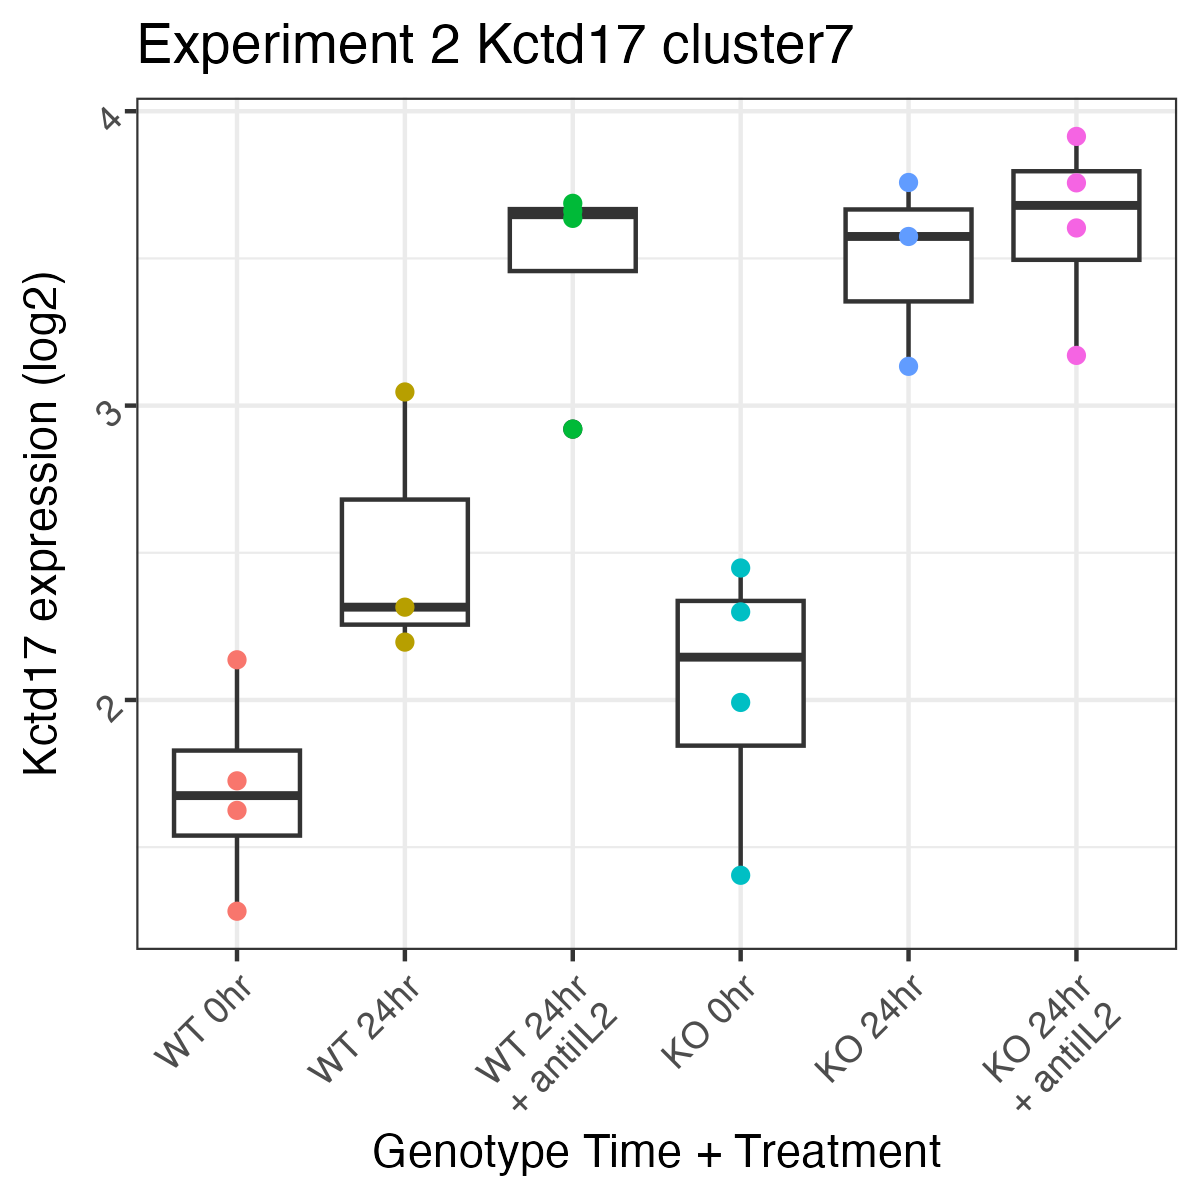 Experiment 2 Kctd17 cluster7
Kctd17 expression (log2)
4
3
2
WT 0hr
WT 24hr
WT 24hr
+ antiIL2
KO 0hr
KO 24hr
KO 24hr
+ antiIL2
Genotype Time + Treatment